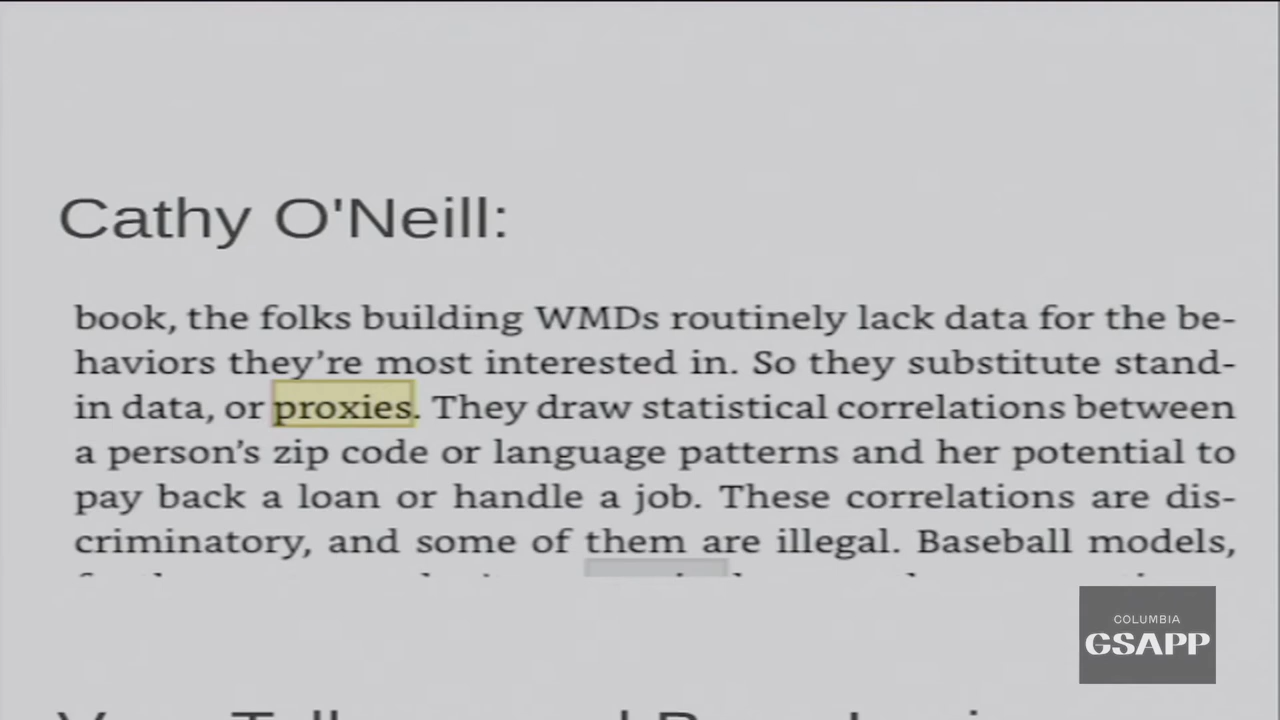 Cathy O'Neill:
book, the folks building WMDs routinely lack data for the be-
haviors they're most interested in. So they substitute stand-
in data, or proxies. They draw statistical correlations between
a person's zip code or language patterns and her potential to
pay back a loan or handle a job. These correlations are dis-
criminatory, and some of them are illegal. Baseball models,
COLUMBIA
GSAPP